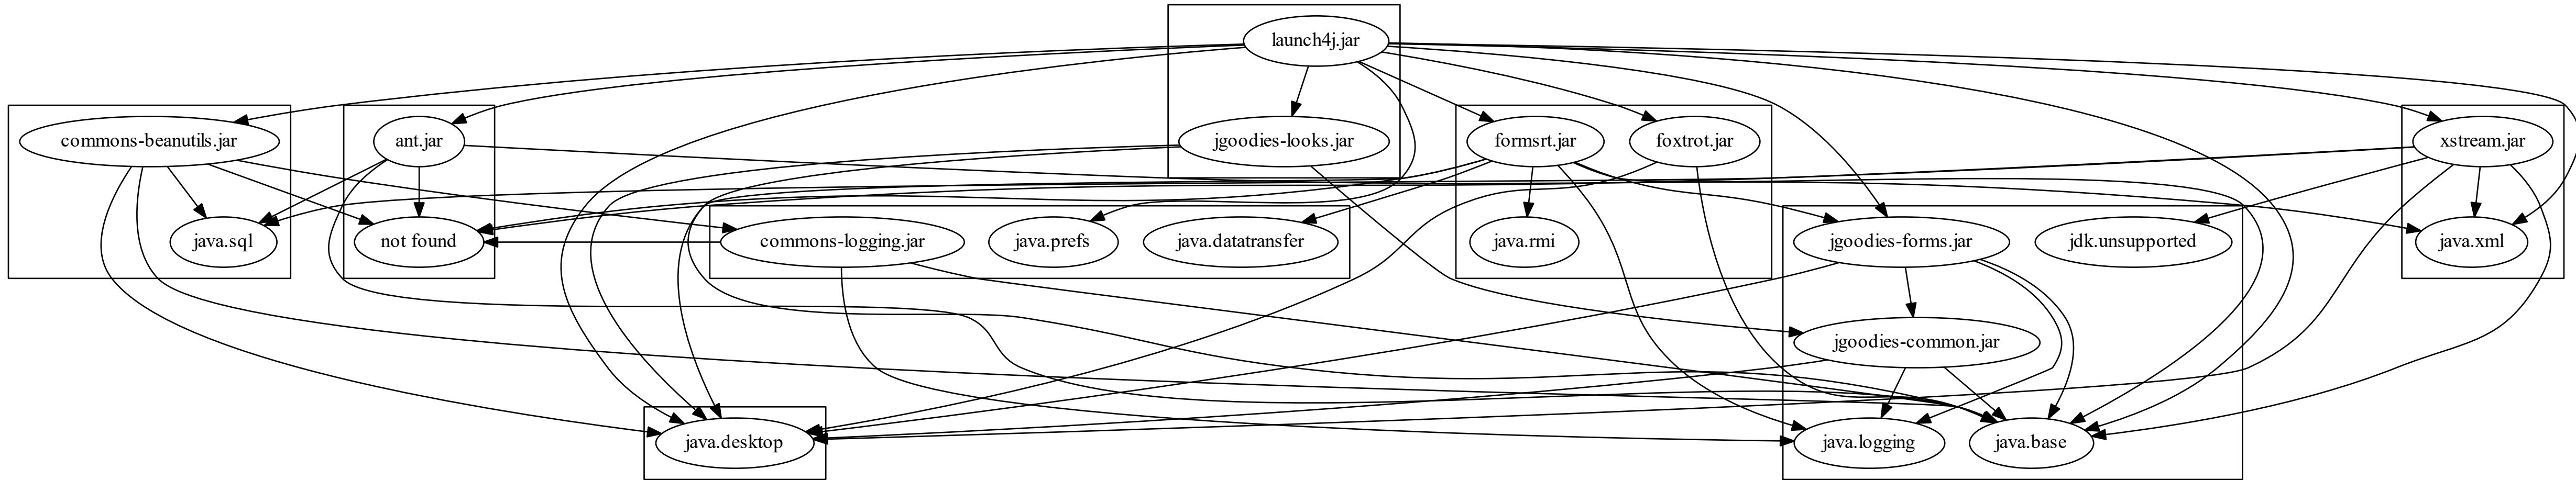 launch4j.jar
commons-beanutils.jar
ant.jar
jgoodies-looks.jar
formsrt.jar
foxtrot.jar
xstream.jar
java.sql
not found
commons-logging.jar
java.prefs
java.datatransfer
java.rmi
jgoodies-forms.jar
jdk.unsupported
java.xml
jgoodies-common.jar
java.desktop
java.logging
java.base